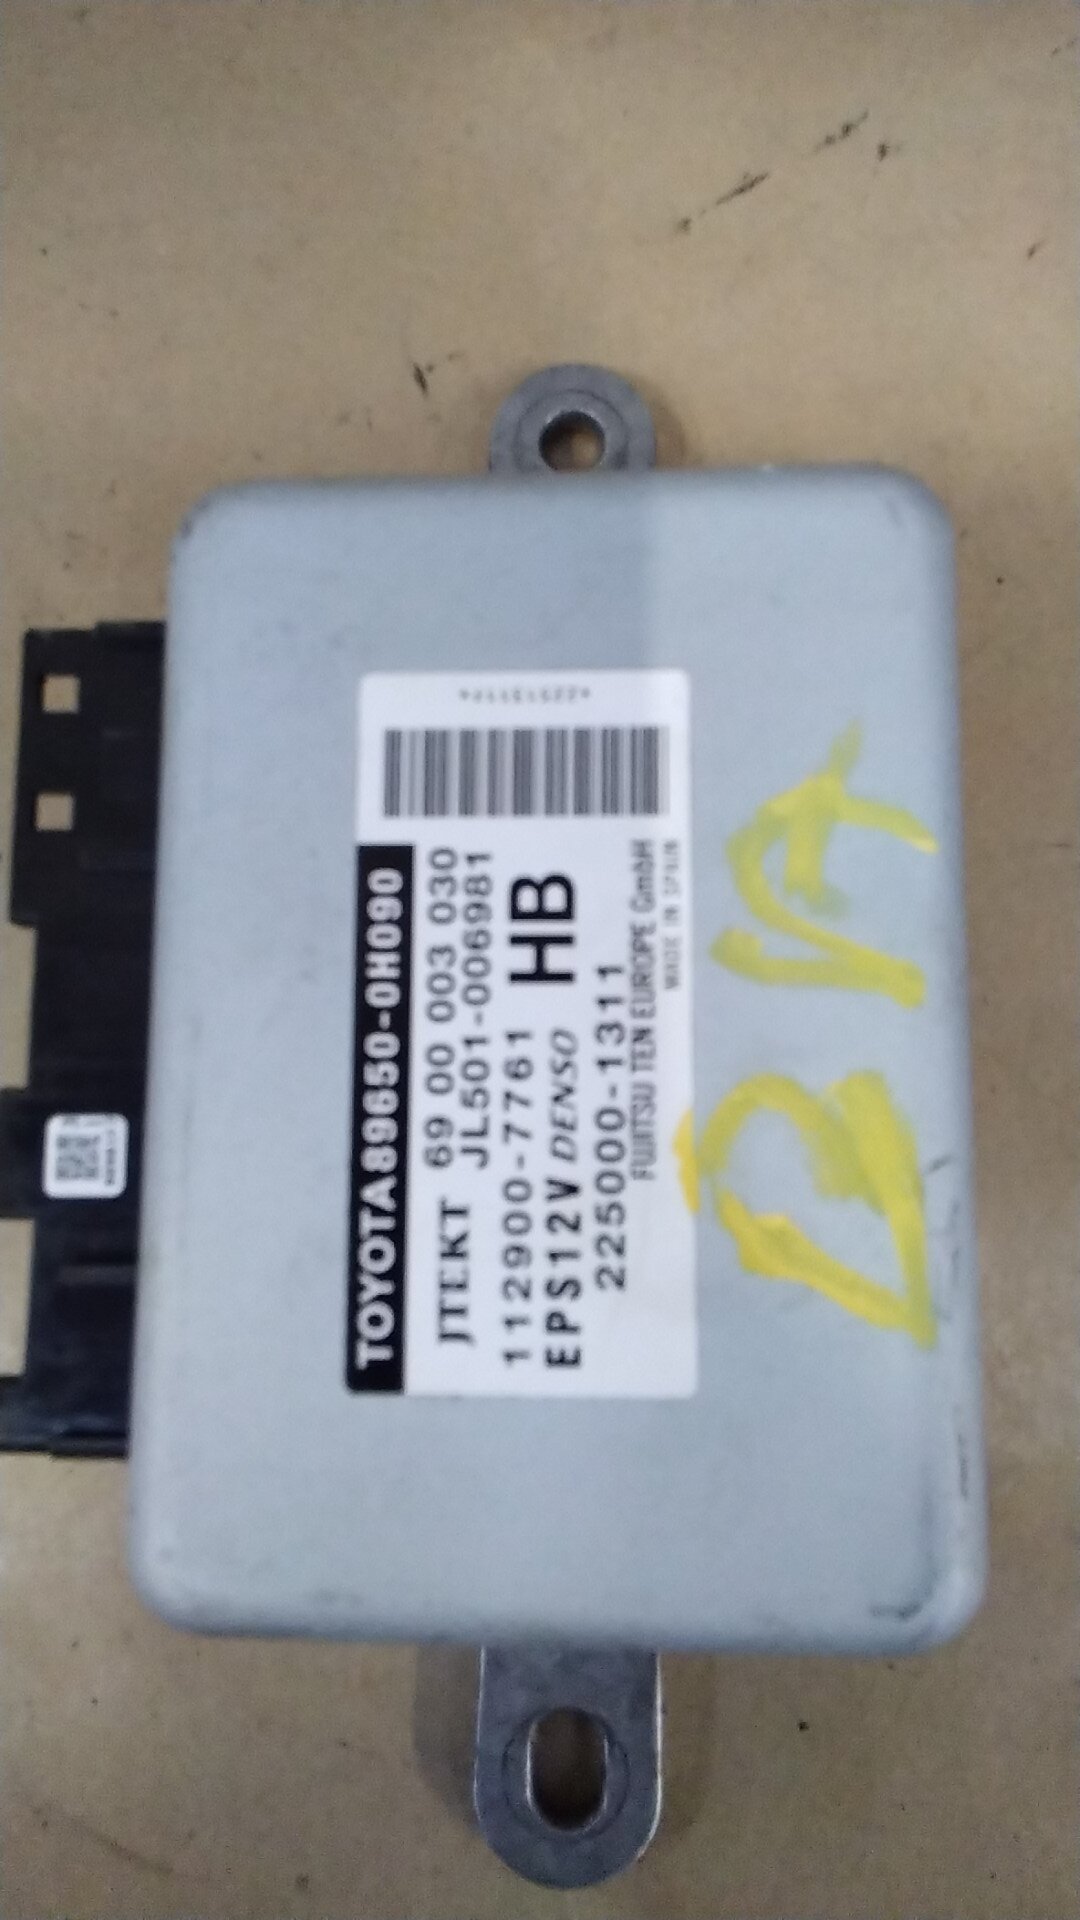 TOYOTA 89650-0H090
JTEKT 69 00 003 030
JL501-006981
112900-7761 HB
EPS12V DENSO
225000-1311
FUJITSU TEN EUROPE GmbH
MADE IN SPAIN